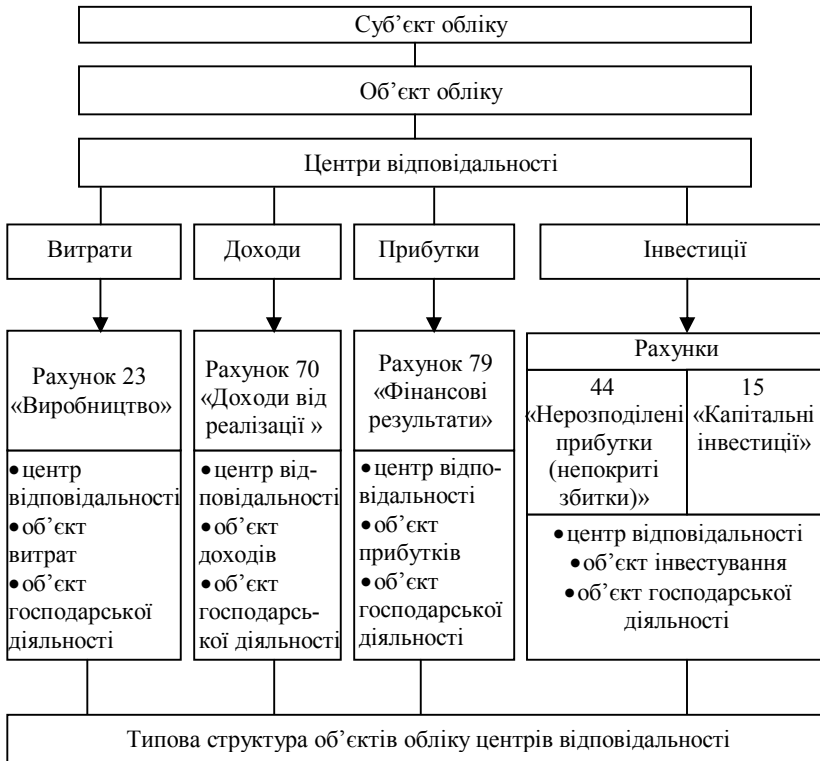 Суб’єкт обліку
Об’єкт обліку
Центри відповідальності
Витрати
Доходи
Прибутки
Інвестиції
Рахунок 23
«Виробництво»
•центр
відповідальності
•об’єкт
витрат
•об’єкт
господарської
діяльності
Рахунок 70
«Доходи від
реалізації »
•центр від-
повідальності
•об’єкт
доходів
•об’єкт
господарсь-
кої діяльності
Рахунок 79
«Фінансові
результати»
•центр відпо-
відальності
•об’єкт
прибутків
•об’єкт
господарської
діяльності
Рахунки
44
«Нерозподілені
прибутки
(непокриті
збитки)»
15
«Капітальні
інвестиції»
•центр відповідальності
•об’єкт інвестування
•об’єкт господарської
діяльності
Типова структура об’єктів обліку центрів відповідальності